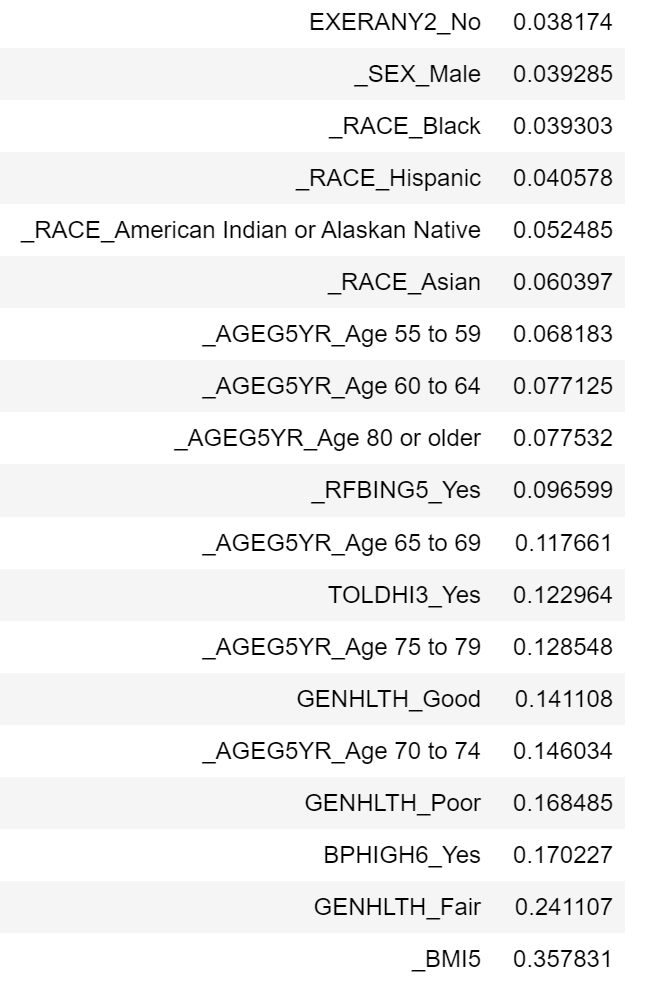 EXERANY2_No 0.038174
_SEX_Male 0.039285
_RACE_Black 0.039303
_RACE_Hispanic 0.040578
_RACE_American Indian or Alaskan Native 0.052485
_RACE_Asian 0.060397
_AGEG5YR_Age 55 to 59 0.068183
_AGEG5YR_Age 60 to 64 0.077125
_AGEG5YR_Age 80 or older 0.077532
_RFBING5_Yes 0.096599
_AGEG5YR_Age 65 to 69 0.117661
TOLDHI3_Yes 0.122964
_AGEG5YR_Age 75 to 79 0.128548
GENHLTH_Good 0.141108
_AGEG5YR_Age 70 to 74 0.146034
GENHLTH_Poor 0.168485
BPHIGH6_Yes 0.170227
GENHLTH_Fair 0.241107
_BMI5 0.357831